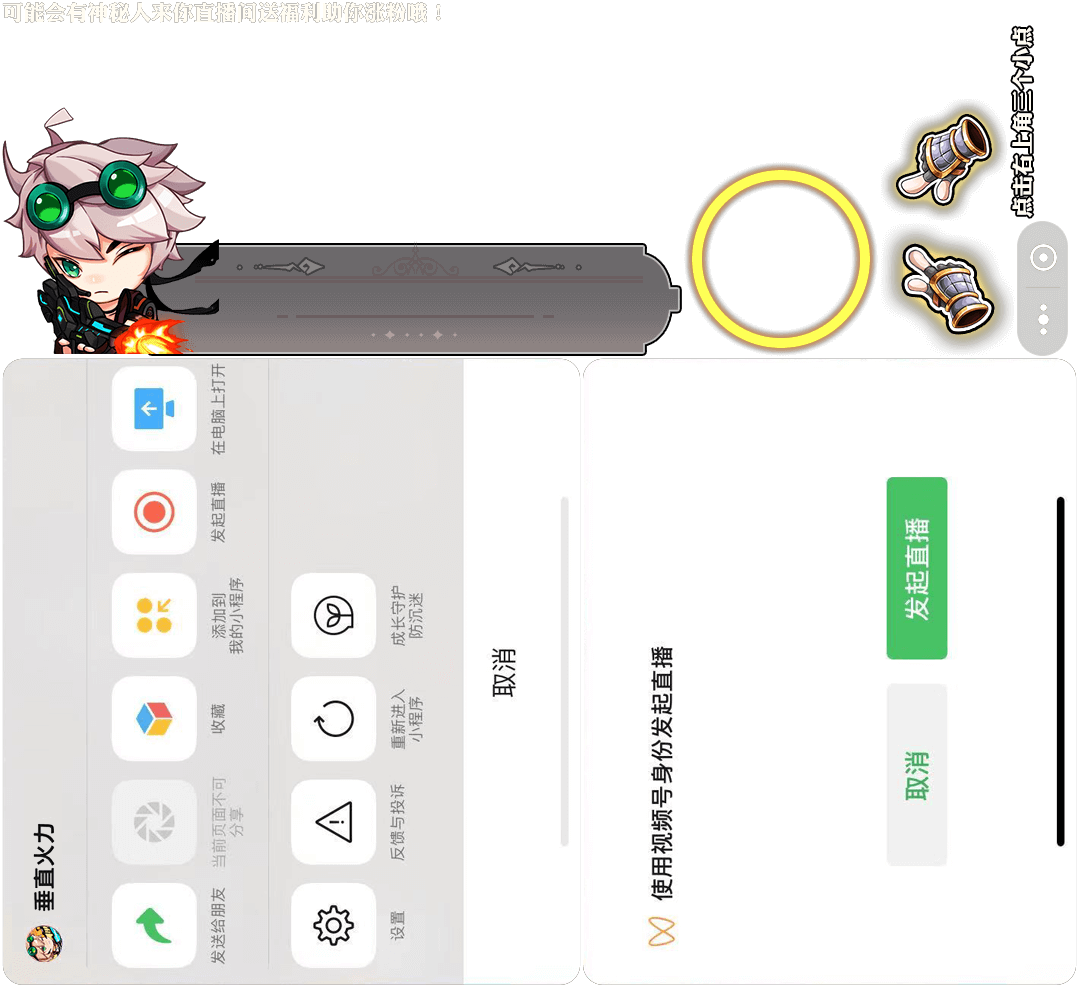 可能会有神秘人来你直播间送福利助你涨粉哦！
点击右上角三个小点
垂直火力
发送给朋友
当前页面不可
分享
收藏
添加到
我的小程序
发起直播
在电脑上打开
设置
反馈与投诉
重新进入
小程序
成长守护
防沉迷
取消
使用视频号身份发起直播
取消
发起直播